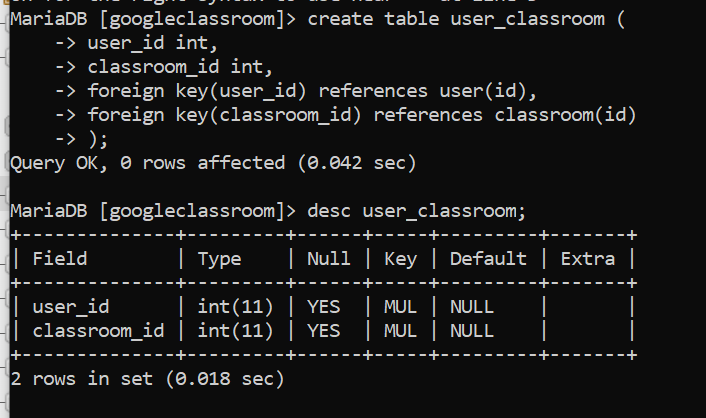 MariaDB [googleclassroom]> create table user_classroom (
    -> user_id int,
    -> classroom_id int,
    -> foreign key(user_id) references user(id),
    -> foreign key(classroom_id) references classroom(id)
    -> );
Query OK, 0 rows affected (0.042 sec)

MariaDB [googleclassroom]> desc user_classroom;
+--------------+---------+------+-----+---------+-------+
| Field        | Type    | Null | Key | Default | Extra |
+--------------+---------+------+-----+---------+-------+
| user_id      | int(11) | YES  | MUL | NULL    |       |
| classroom_id | int(11) | YES  | MUL | NULL    |       |
+--------------+---------+------+-----+---------+-------+
2 rows in set (0.018 sec)